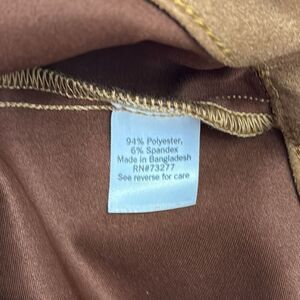 94% Polyester,
6% Spandex
Made in Bangladesh
RN#73277
See reverse for care